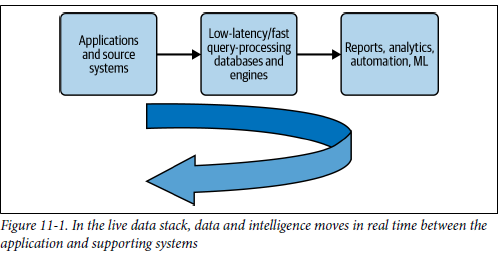 Applications
and source
systems
Low-latency/fast
query-processing
databases and
engines
Reports, analytics,
automation, ML
Figure 11-1. In the live data stack, data and intelligence moves in real time between the
application and supporting systems